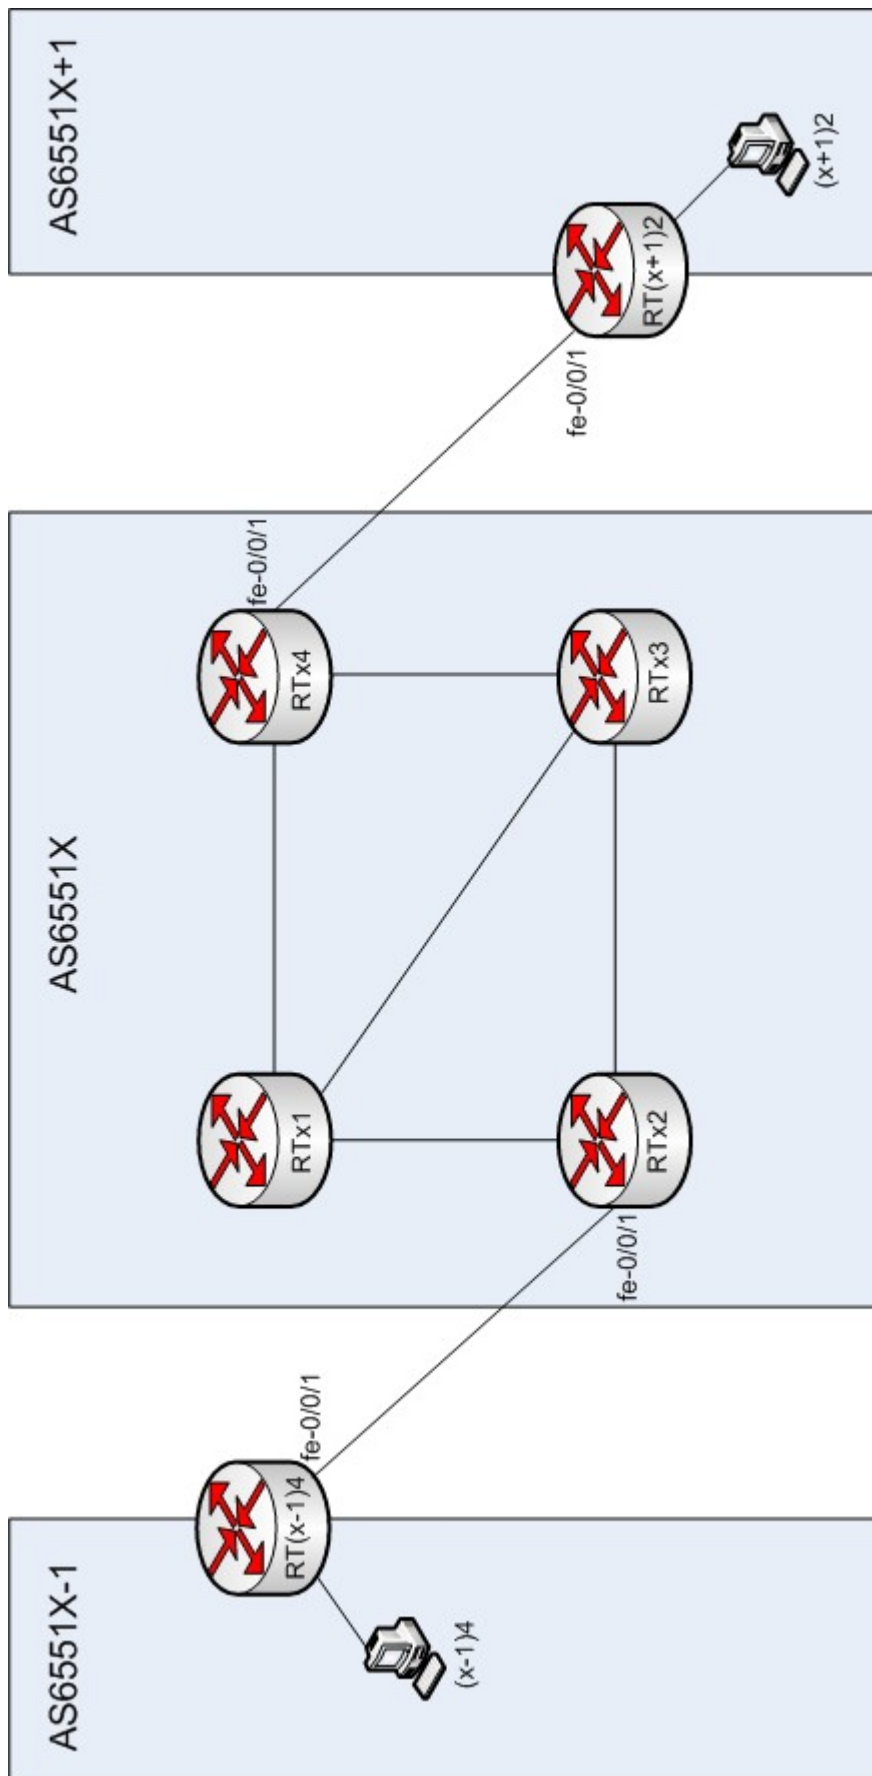 AS6551X-1
AS6551X
AS6551X+1
RT(x-1)4
fe-0/0/1
(x-1)4
RTx1
RTx4
fe-0/0/1
fe-0/0/1
RTx2
RTx3
fe-0/0/1
RT(x+1)2
(x+1)2